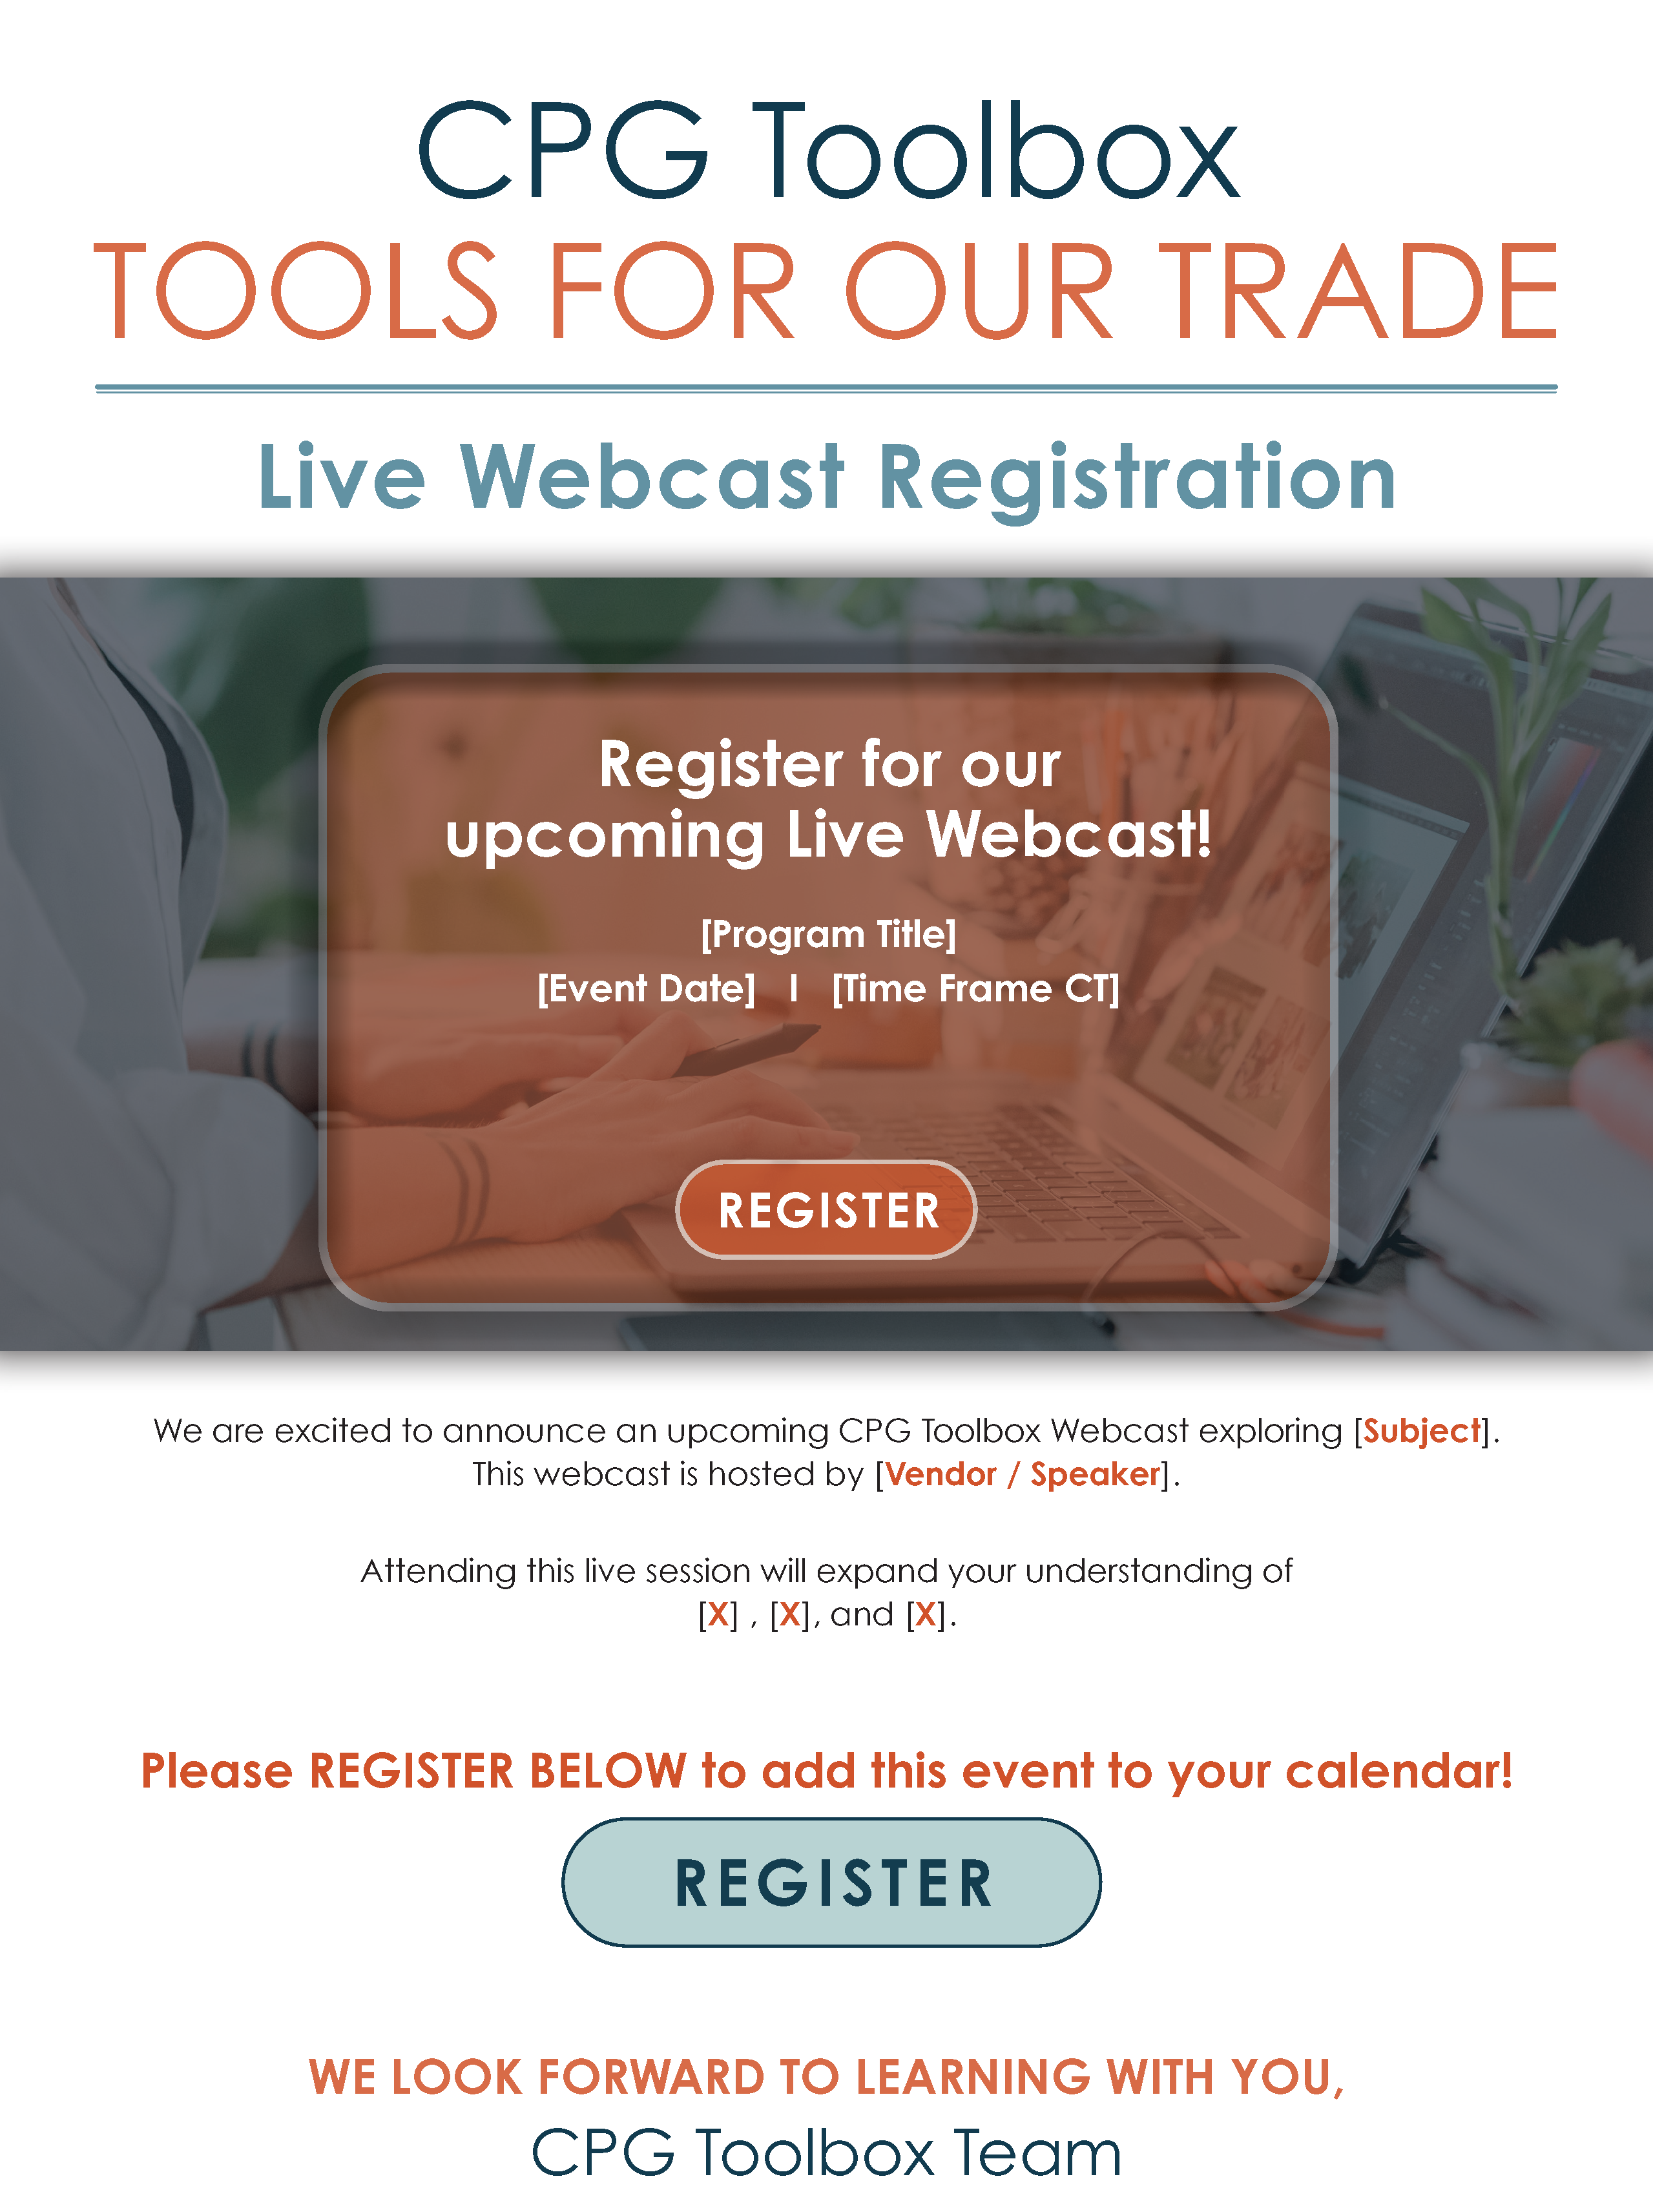 CPG Toolbox
TOOLS FOR OUR TRADE
Live Webcast Registration
Register for our
upcoming Live Webcast!
[Program Title]
[Event Date] I [Time Frame CT]
REGISTER
We are excited to announce an upcoming CPG Toolbox Webcast exploring [Subject].
This webcast is hosted by [Vendor / Speaker].
Attending this live session will expand your understanding of
[X] , [X], and [X].
Please REGISTER BELOW to add this event to your calendar!
REGISTER
WE LOOK FORWARD TO LEARNING WITH YOU,
CPG Toolbox Team